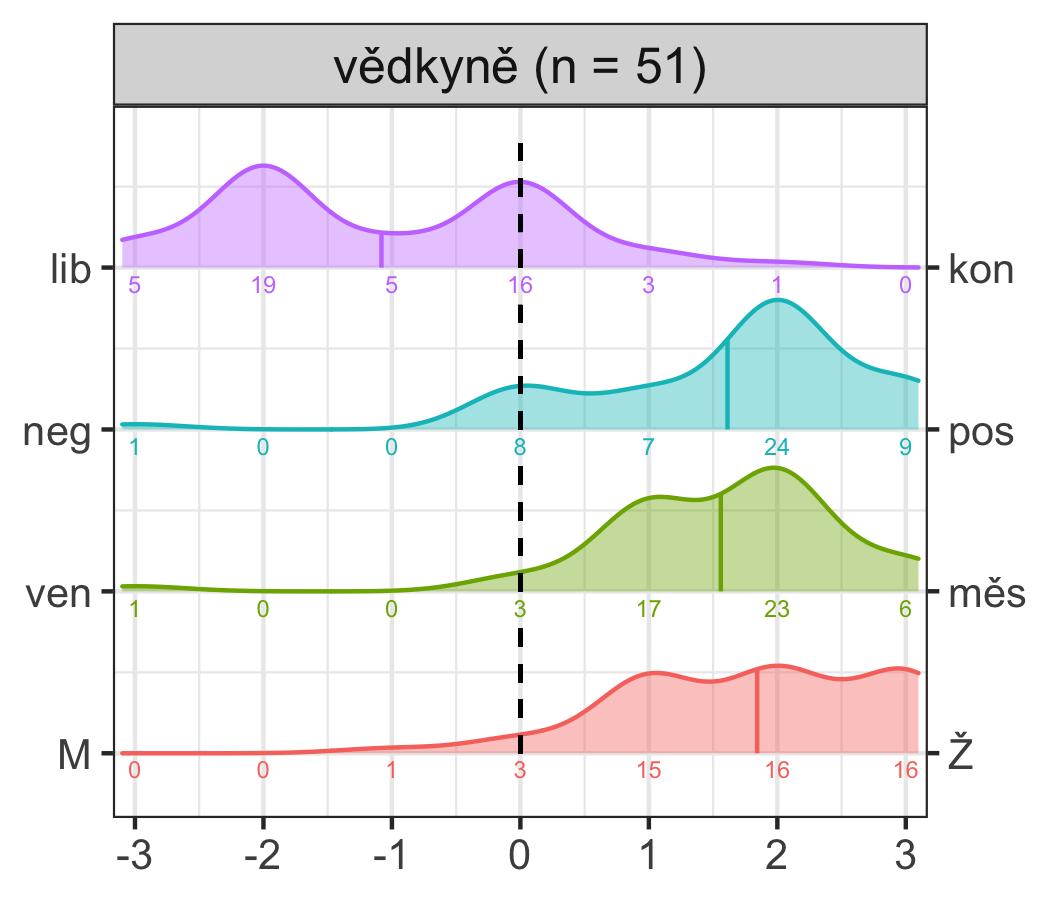 vědkyně (n = 51)
lib kon
5 19 5 16 3 1 0
neg pos
1 0 0 8 7 24 9
ven měs
1 0 0 3 17 23 6
M Ž
0 0 1 3 15 16 16
-3 -2 -1 0 1 2 3